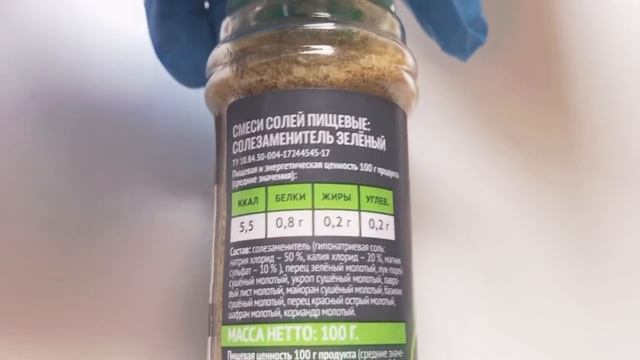 СМЕСИ СОЛЕЙ ПИЩЕВЫЕ:
СОЛЕЗАМЕНИТЕЛЬ ЗЕЛЁНЫЙ
ТУ 10.84.30-004-17244545-17
Пищевая и энергетическая ценность 100 г продукта
(средние значения):
ККАЛ БЕЛКИ ЖИРЫ УГЛЕВ.
5,5 0,8 г 0,2 г 0,2 г
Состав: солезаменитель (гипонатриевая соль:
натрия хлорид – 50 %, калия хлорид – 20 %, магния
сульфат – 10 % ), перец зелёный молотый, лук-порей
сушёный молотый, укроп сушёный молотый, лавро-
вый лист молотый, майоран сушёный молотый, базилик
сушёный молотый, перец красный острый молотый,
шафран молотый, кориандр молотый.
МАССА НЕТТО: 100 Г.
Пищевая ценность 100 г продукта (средние значе-